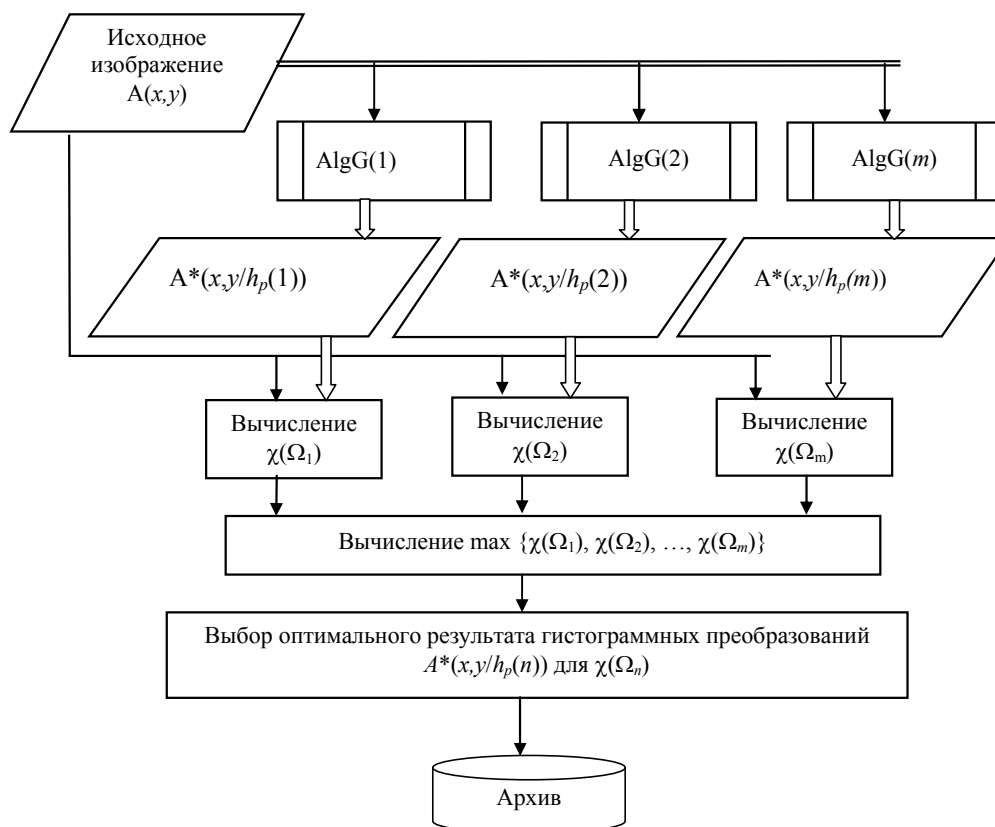 Исходное
изображение
A(x,y)
AlgG(1)
AlgG(2)
AlgG(m)
A*(x,y/hₚ(1))
A*(x,y/hₚ(2))
A*(x,y/hₚ(m))
Вычисление
χ(Ω₁)
Вычисление
χ(Ω₂)
Вычисление
χ(Ωₘ)
Вычисление max {χ(Ω₁), χ(Ω₂), …, χ(Ωₘ)}
Выбор оптимального результата гистограммных преобразований
A*(x,y/hₚ(n)) для χ(Ωₙ)
Архив